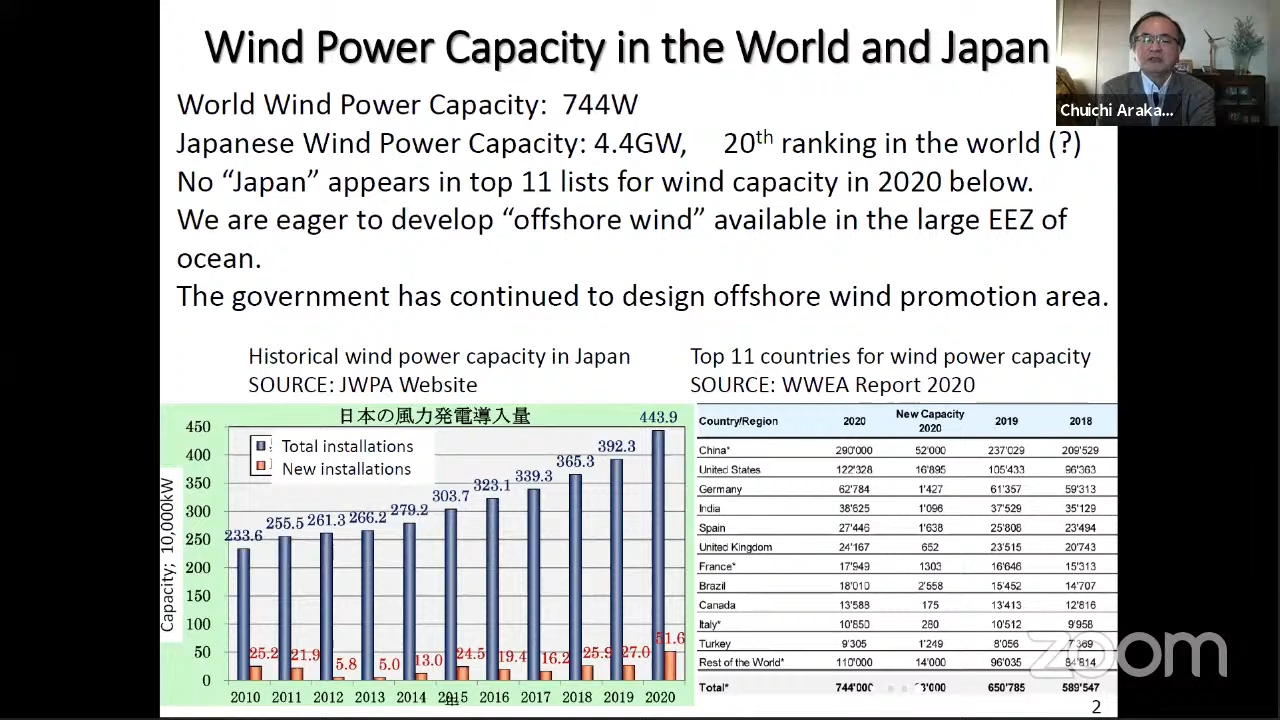 Wind Power Capacity in the World and Japan
Chuichi Araka...
World Wind Power Capacity: 744W
Japanese Wind Power Capacity: 4.4GW, 20th ranking in the world (?)
No “Japan” appears in top 11 lists for wind capacity in 2020 below.
We are eager to develop “offshore wind” available in the large EEZ of
ocean.
The government has continued to design offshore wind promotion area.
Historical wind power capacity in Japan
SOURCE: JWPA Website
日本の風力発電導入量
Capacity; 10,000kW
450
400
350
300
250
200
150
100
50
0
Total installations
New installations
233.6 255.5 261.3 266.2 279.2 303.7 323.1 339.3 365.3 392.3 443.9
25.2 21.9 5.8 5.0 13.0 24.5 19.4 16.2 25.9 27.0 51.6
2010 2011 2012 2013 2014 2015 2016 2017 2018 2019 2020
年
Top 11 countries for wind power capacity
SOURCE: WWEA Report 2020
Country/Region 2020 New Capacity 2020 2019 2018
China* 290'000 52'000 237'029 209'529
United States 122'328 16'895 105'433 96'363
Germany 62'784 1'427 61'357 59'313
India 38'625 1'096 37'529 35'129
Spain 27'446 1'638 25'808 23'494
United Kingdom 24'167 652 23'515 20'743
France* 17'949 1303 16'646 15'313
Brazil 18'010 2'558 15'452 14'707
Canada 13'588 175 13'413 12'816
Italy* 280 10'512 9'958
Turkey 9'305 1'249 8'056
Rest of the World* 110'000 14'000 96'035
Total* 744'000 650'785 589'547
zoom
2